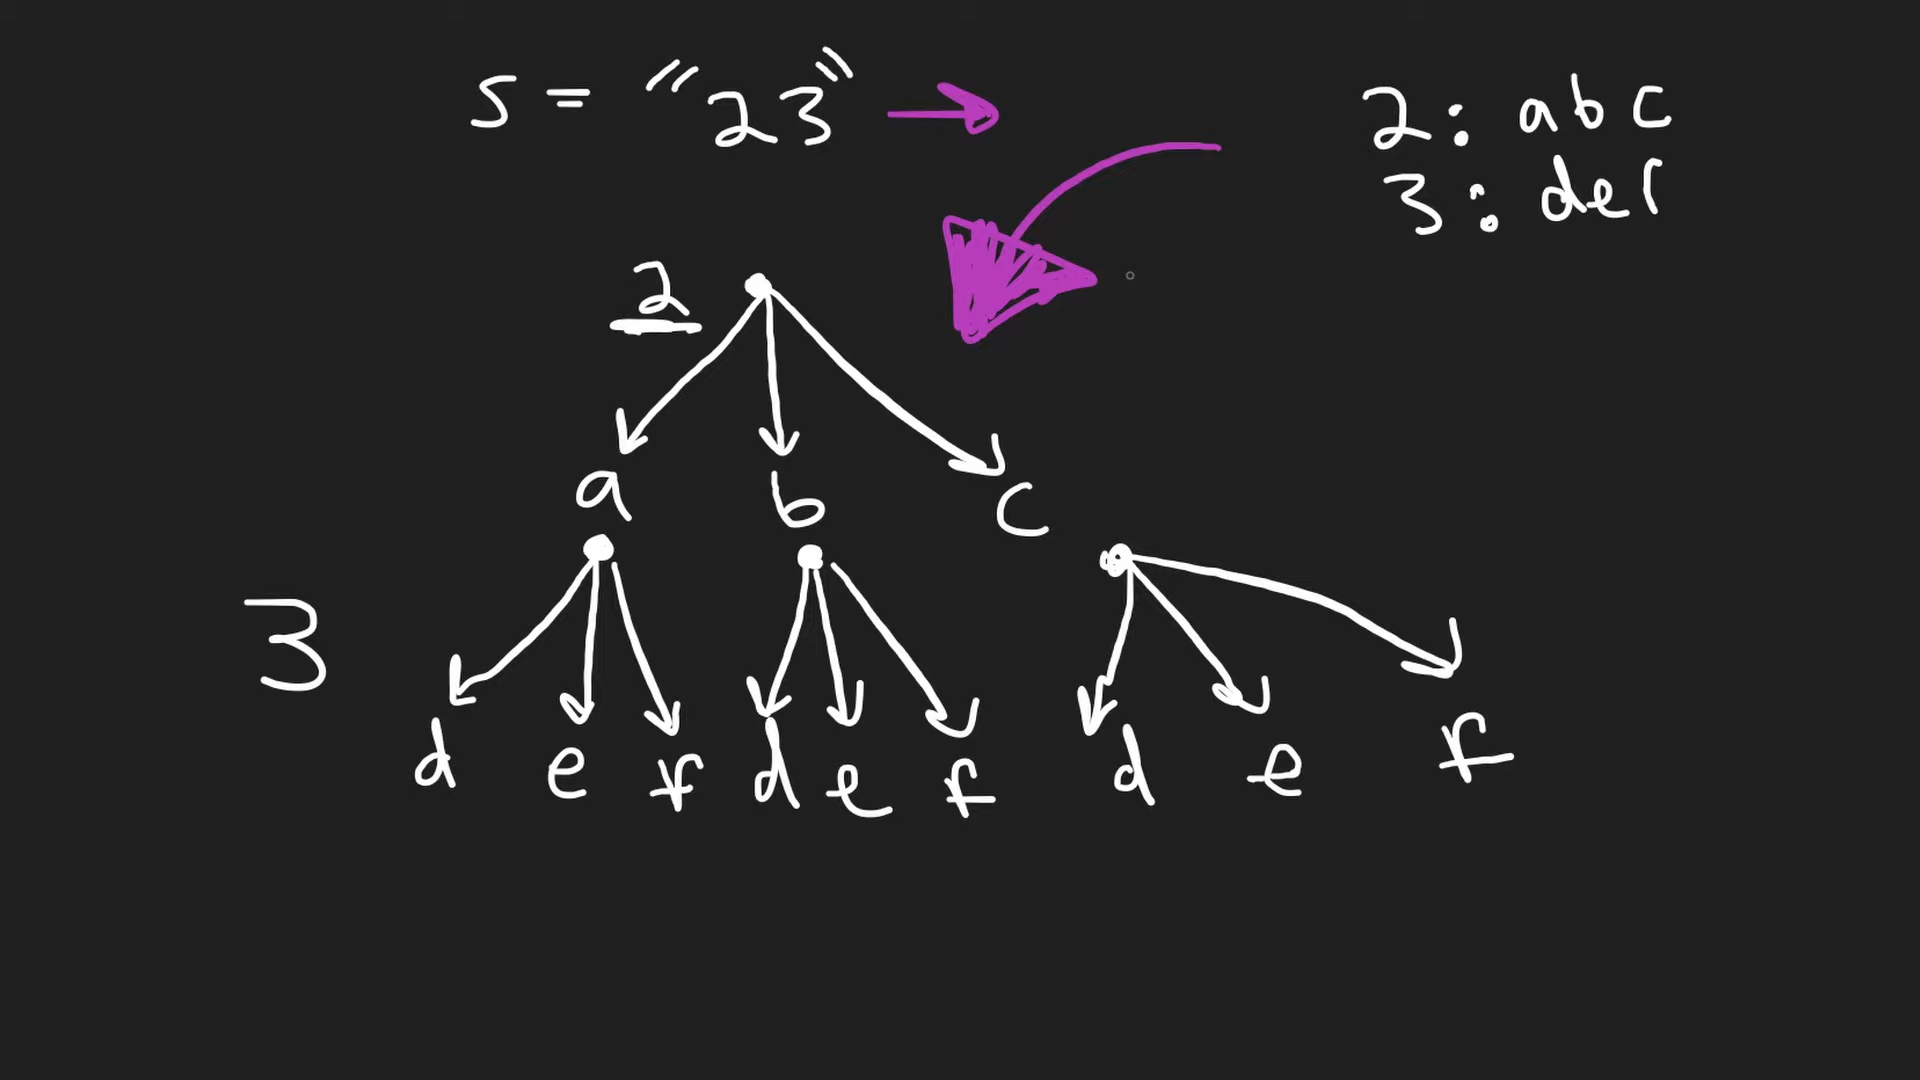 s = "23"
2: abc
3: def
2
a b c
3
d e f d e f d e f